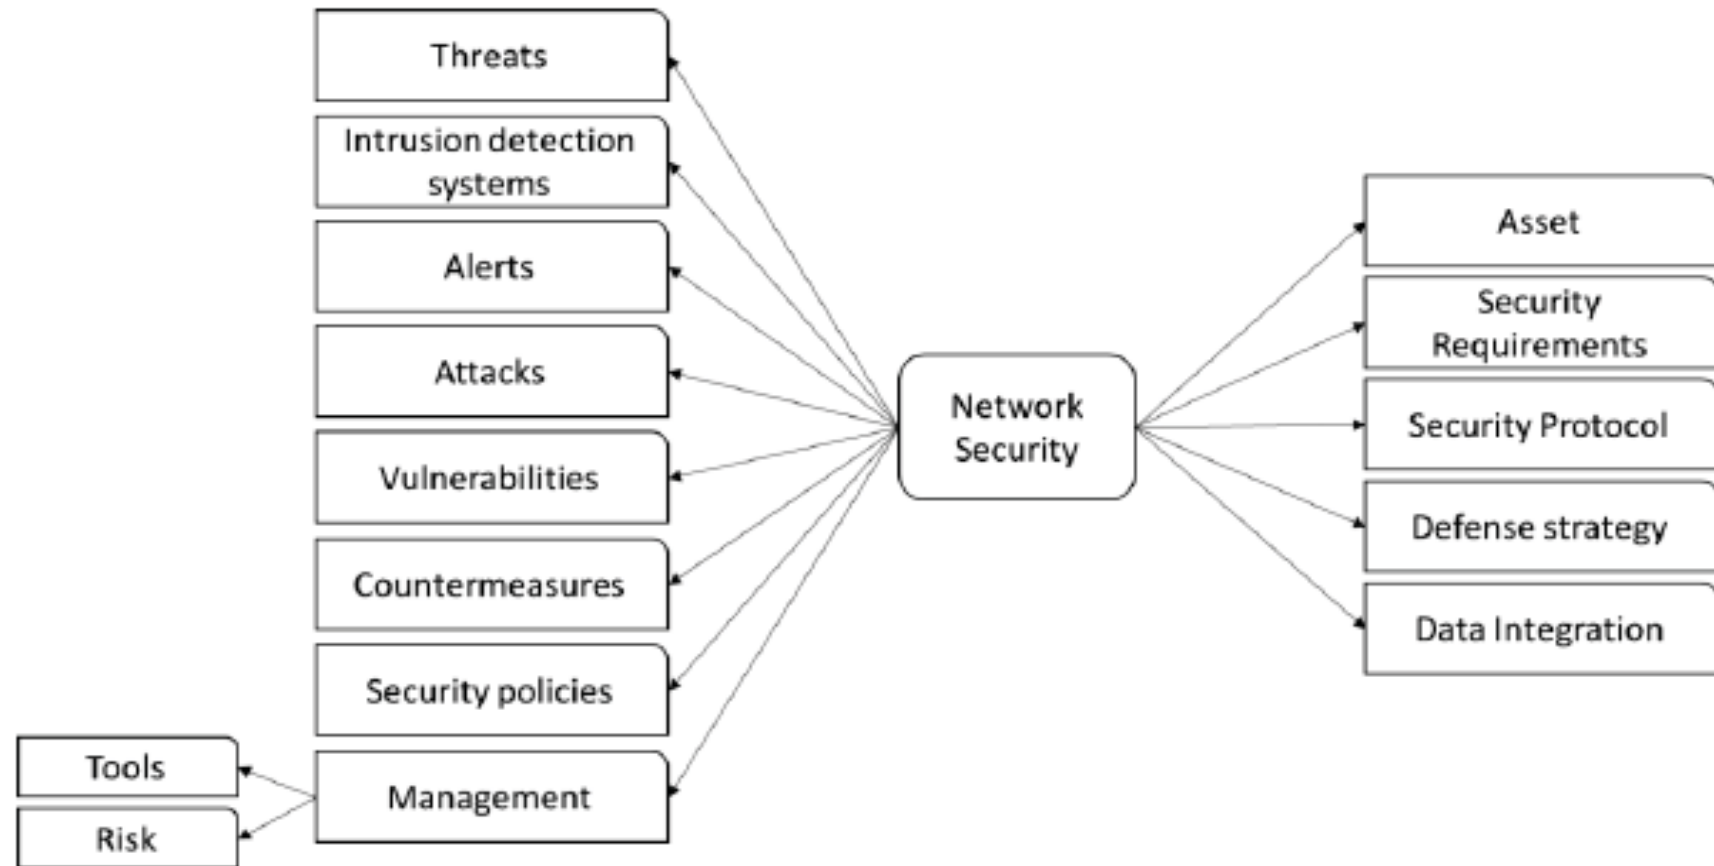 Threats
Intrusion detection
systems
Alerts
Attacks
Vulnerabilities
Countermeasures
Security policies
Management
Tools
Risk
Network
Security
Asset
Security
Requirements
Security Protocol
Defense strategy
Data Integration